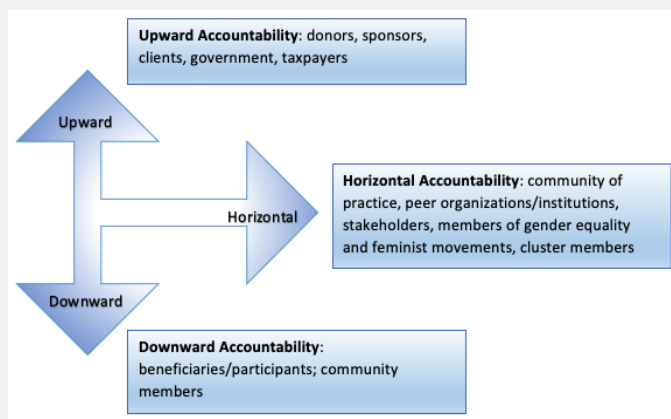 Upward Accountability: donors, sponsors,
clients, government, taxpayers
Upward
Horizontal Accountability: community of
practice, peer organizations/institutions,
stakeholders, members of gender equality
and feminist movements, cluster members
Horizontal
Downward
Downward Accountability:
beneficiaries/participants; community
members